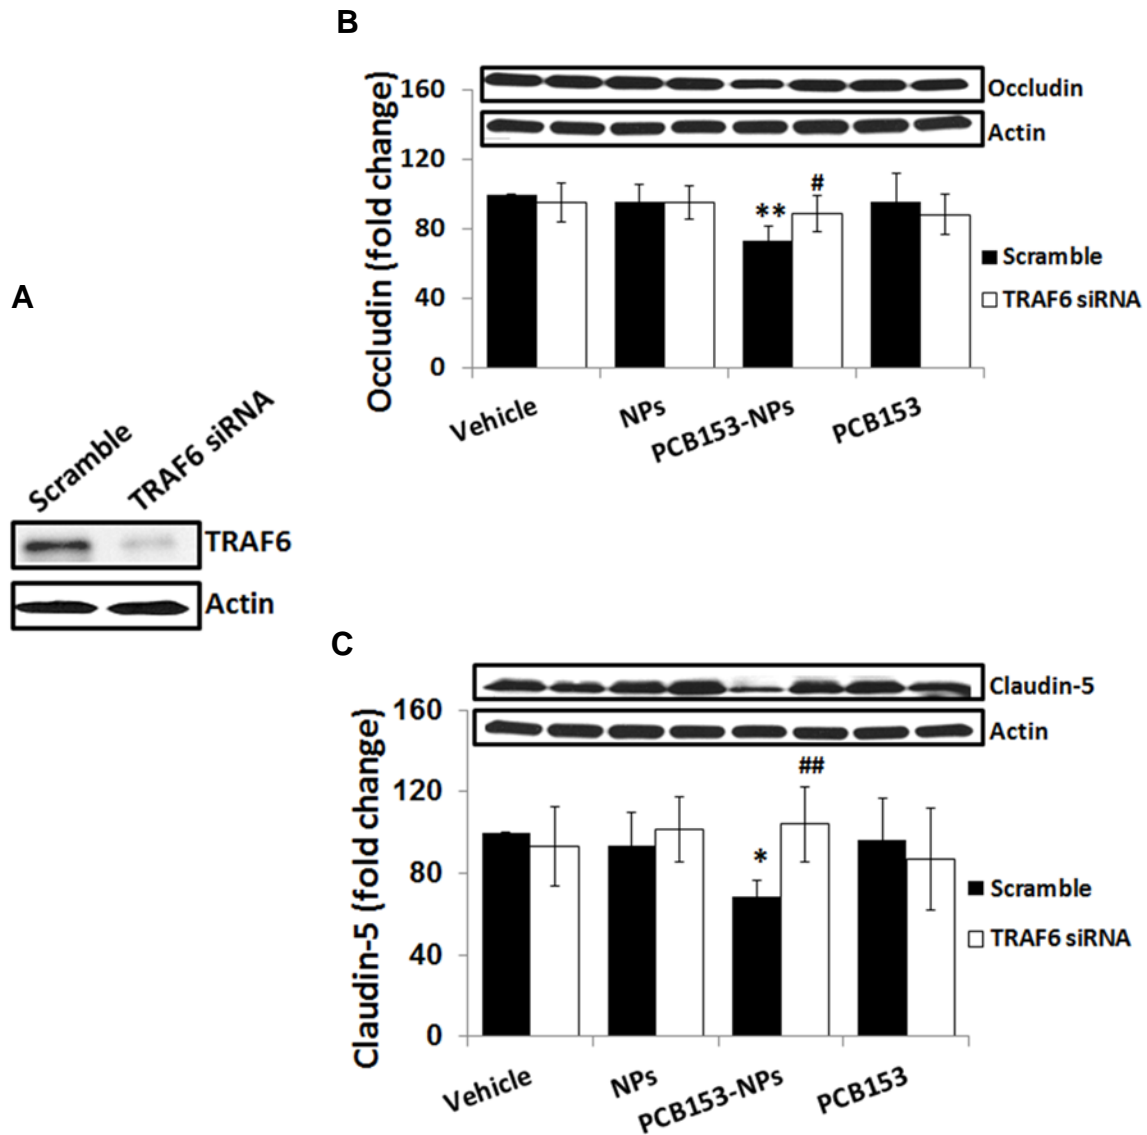 A
Scramble
TRAF6 siRNA
TRAF6
Actin
B
Occludin
Actin
Occludin (fold change)
160
120
80
40
0
**
#
Scramble
TRAF6 siRNA
Vehicle
NPs
PCB153-NPs
PCB153
C
Claudin-5
Actin
Claudin-5 (fold change)
160
120
80
40
0
*
##
Scramble
TRAF6 siRNA
Vehicle
NPs
PCB153-NPs
PCB153